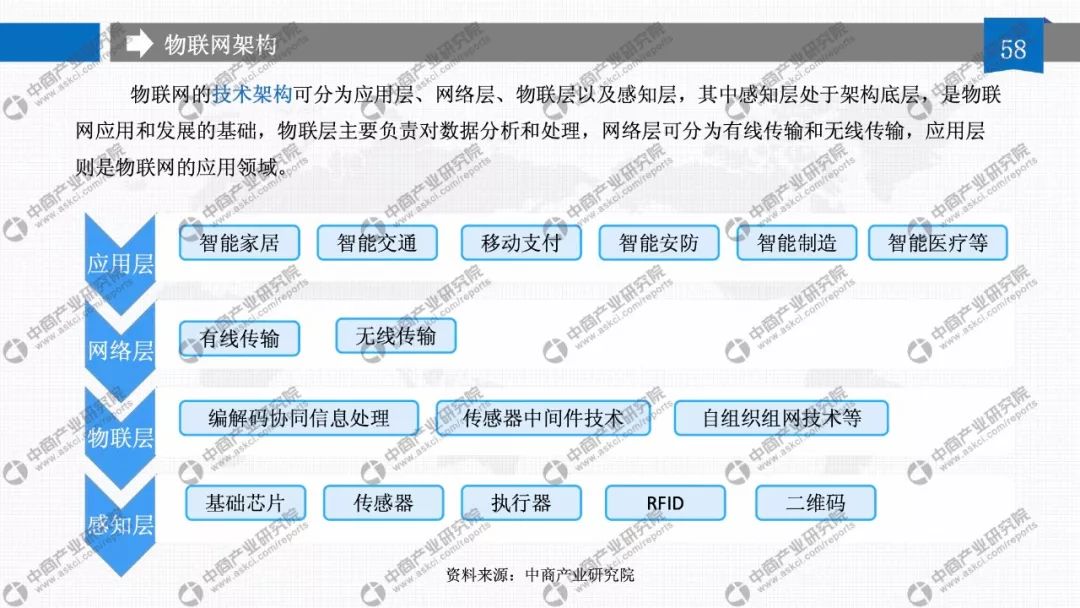 物联网架构
58
物联网的技术架构可分为应用层、网络层、物联层以及感知层，其中感知层处于架构底层，是物联
网应用和发展的基础，物联层主要负责对数据分析和处理，网络层可分为有线传输和无线传输，应用层
则是物联网的应用领域。
应用层
智能家居 智能交通 移动支付 智能安防 智能制造 智能医疗等
网络层
有线传输 无线传输
物联层
编解码协同信息处理 传感器中间件技术 自组织组网技术等
感知层
基础芯片 传感器 执行器 RFID 二维码
资料来源：中商产业研究院
中商产业研究院
www.askci.com/reports